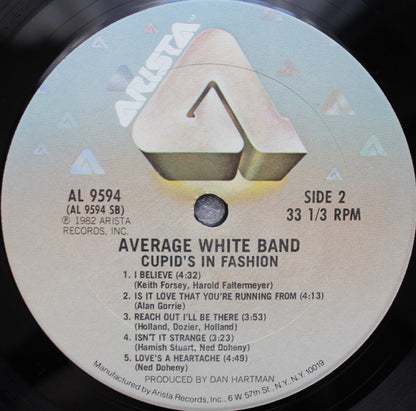 ARISTA
AL 9594
(AL 9594 SB)
℗ 1982 ARISTA
RECORDS, INC.
SIDE 2
33 1/3 RPM
AVERAGE WHITE BAND
CUPID'S IN FASHION
1. I BELIEVE (4:32)
(Keith Forsey, Harold Faltermeyer)
2. IS IT LOVE THAT YOU'RE RUNNING FROM (4:13)
(Alan Gorrie)
3. REACH OUT I'LL BE THERE (3:53)
(Holland, Dozier, Holland)
4. ISN'T IT STRANGE (3:23)
(Hamish Stuart, Ned Doheny)
5. LOVE'S A HEARTACHE (4:49)
(Ned Doheny)
PRODUCED BY DAN HARTMAN
Manufactured by Arista Records, Inc., 6 W 57th St., N.Y., N.Y. 10019